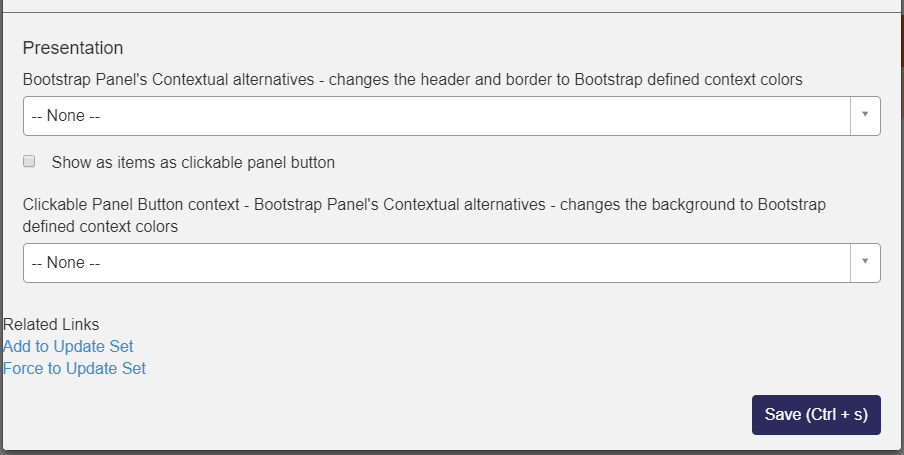 Presentation
Bootstrap Panel's Contextual alternatives - changes the header and border to Bootstrap defined context colors
-- None --
Show as items as clickable panel button
Clickable Panel Button context - Bootstrap Panel's Contextual alternatives - changes the background to Bootstrap
defined context colors
-- None --
Related Links
Add to Update Set
Force to Update Set
Save (Ctrl + s)